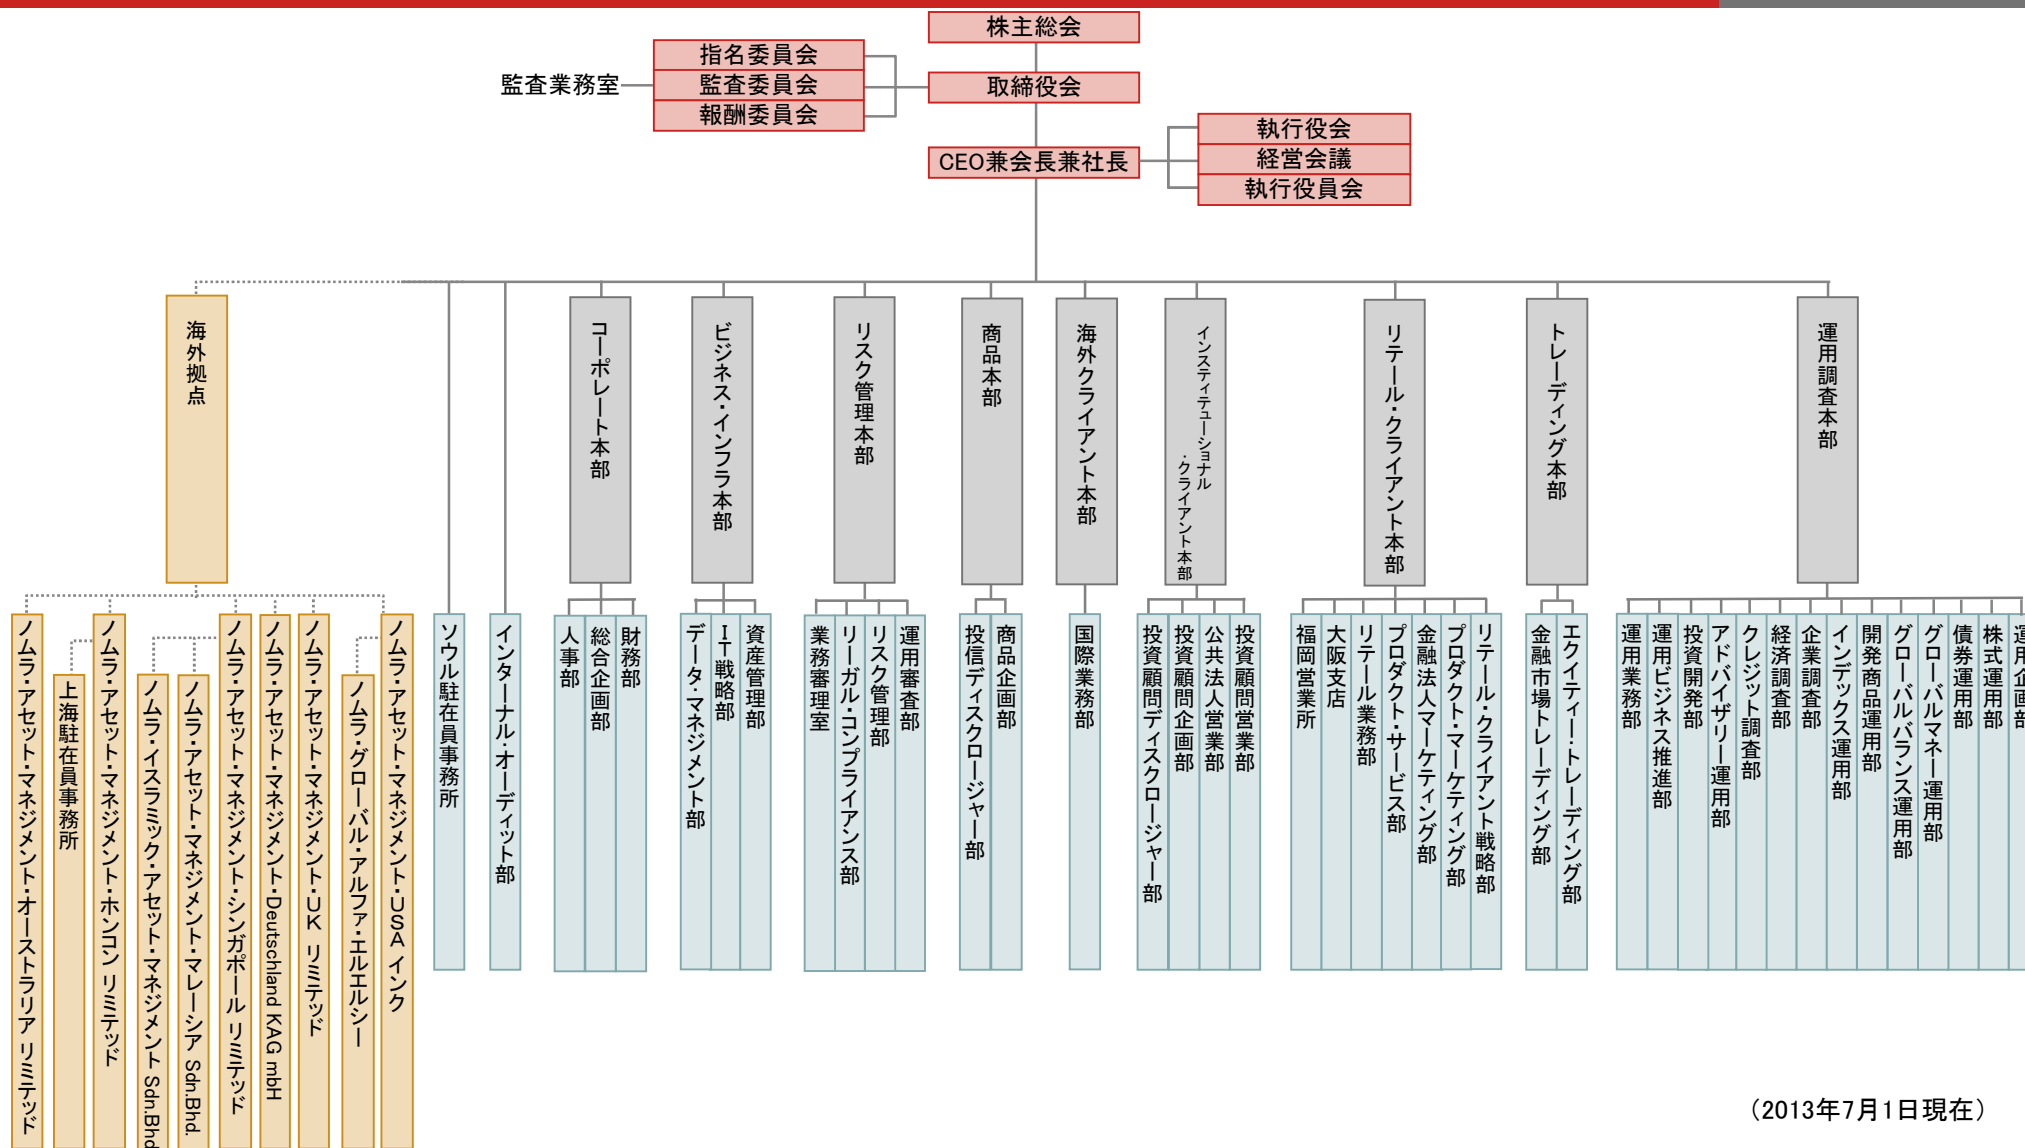 株主総会
指名委員会
監査委員会
報酬委員会
監査業務室
取締役会
CEO兼会長兼社長
執行役会
経営会議
執行役員会
海外拠点
コーポレート本部
ビジネス・インフラ本部
リスク管理本部
商品本部
海外クライアント本部
インスティテューショナル
・クライアント本部
リテール・クライアント本部
トレーディング本部
運用調査本部
ノムラ・アセット・マネジメント・オーストラリア リミテッド
上海駐在員事務所
ノムラ・アセット・マネジメント・ホンコン リミテッド
ノムラ・イスラミック・アセット・マネジメント Sdn.Bhd
ノムラ・アセット・マネジメント・マレーシア Sdn.Bhd.
ノムラ・アセット・マネジメント・シンガポール リミテッド
ノムラ・アセット・マネジメント・Deutschland KAG mbH
ノムラ・アセット・マネジメント・UK リミテッド
ノムラ・グローバル・アルファ・エルエルシー
ノムラ・アセット・マネジメント・USA インク
ソウル駐在員事務所
インターナル・オーディット部
人事部
総合企画部
財務部
データ・マネジメント部
IT戦略部
資産管理部
業務審理室
リーガル・コンプライアンス部
リスク管理部
運用審査部
投信ディスクロージャー部
商品企画部
国際業務部
投資顧問ディスクロージャー部
投資顧問企画部
公共法人営業部
投資顧問営業部
福岡営業所
大阪支店
リテール業務部
プロダクト・サービス部
金融法人マーケティング部
プロダクト・マーケティング部
リテール・クライアント戦略部
金融市場トレーディング部
エクイティー・トレーディング部
運用業務部
運用ビジネス推進部
投資開発部
アドバイザリー運用部
クレジット調査部
経済調査部
企業調査部
インデックス運用部
開発商品運用部
グローバルバランス運用部
グローバルマネー運用部
債券運用部
株式運用部
運用企画部
（2013年7月1日現在）